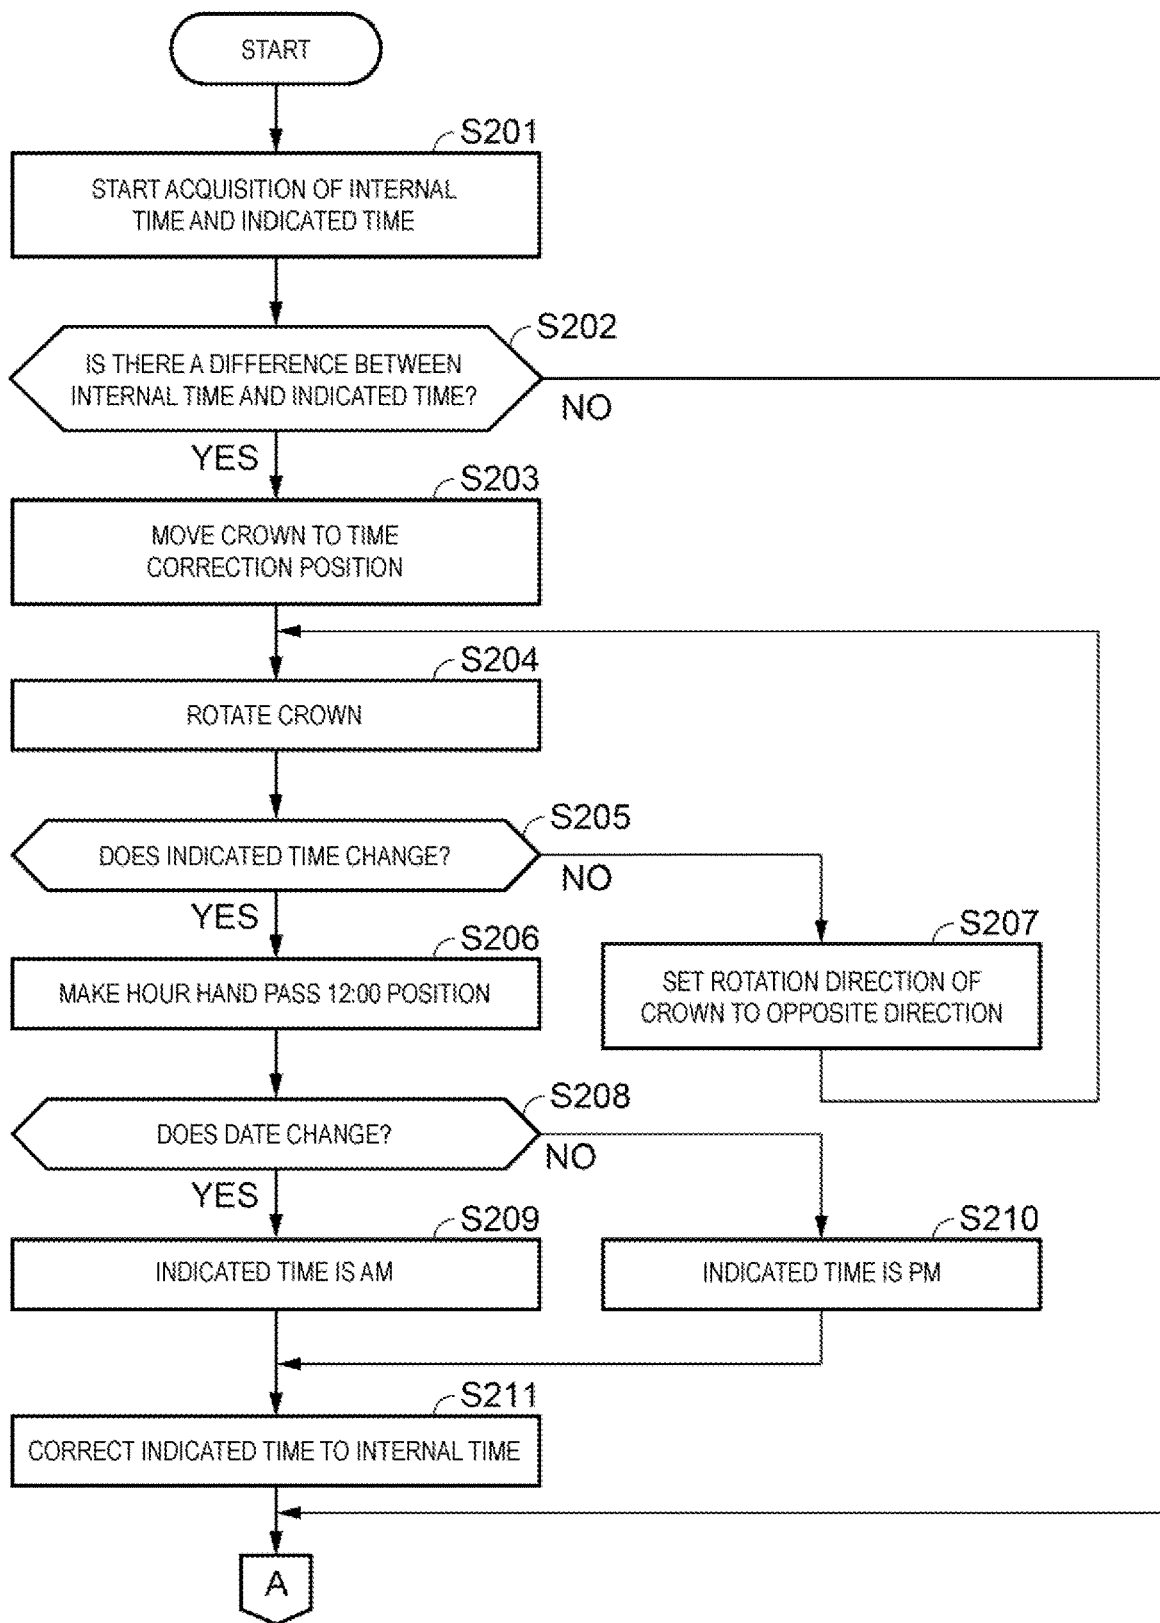 START
S201
START ACQUISITION OF INTERNAL
TIME AND INDICATED TIME
S202
IS THERE A DIFFERENCE BETWEEN
INTERNAL TIME AND INDICATED TIME?
NO
YES
S203
MOVE CROWN TO TIME
CORRECTION POSITION
S204
ROTATE CROWN
S205
DOES INDICATED TIME CHANGE?
NO
YES
S206
MAKE HOUR HAND PASS 12:00 POSITION
S207
SET ROTATION DIRECTION OF
CROWN TO OPPOSITE DIRECTION
S208
DOES DATE CHANGE?
NO
YES
S209
INDICATED TIME IS AM
S210
INDICATED TIME IS PM
S211
CORRECT INDICATED TIME TO INTERNAL TIME
A